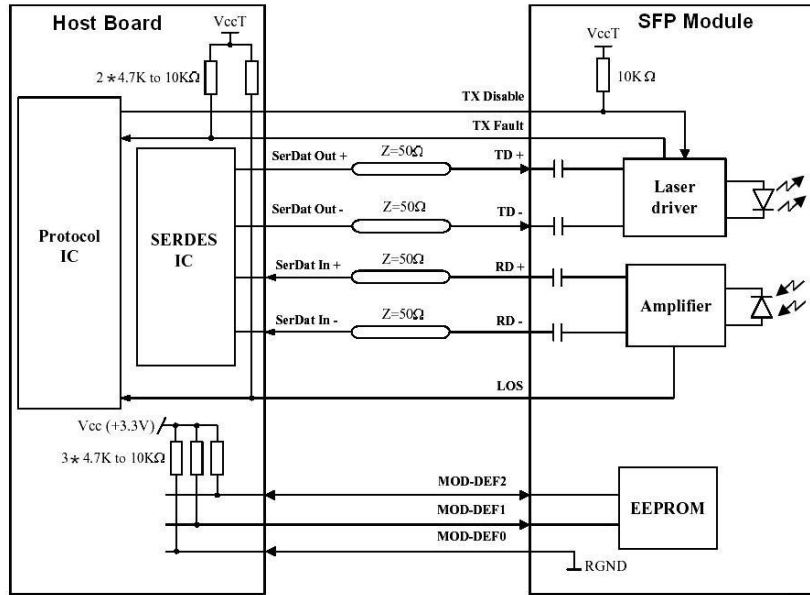 Host Board
SFP Module
VccT
VccT
2*4.7K to 10KΩ
10K Ω
TX Disable
TX Fault
SerDat Out +
Z=50Ω
TD +
SerDat Out -
Z=50Ω
TD -
Laser
driver
Protocol
IC
SERDES
IC
SerDat In +
Z=50Ω
RD +
SerDat In -
Z=50Ω
RD -
Amplifier
LOS
Vcc (+3.3V)
3*4.7K to 10KΩ
MOD-DEF2
MOD-DEF1
MOD-DEF0
EEPROM
RGND